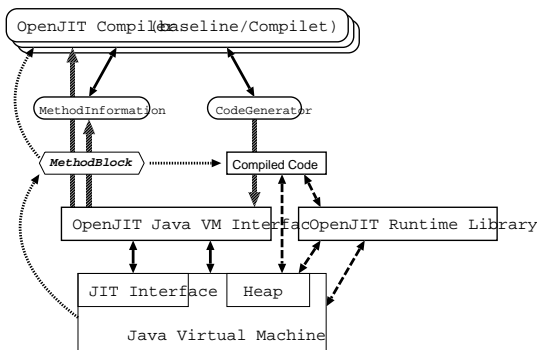 OpenJIT Compiler(baseline/Compilet)
MethodInformation
CodeGenerator
MethodBlock
Compiled Code
OpenJIT Java VM Interfac
OpenJIT Runtime Library
JIT Interface
Heap
Java Virtual Machine